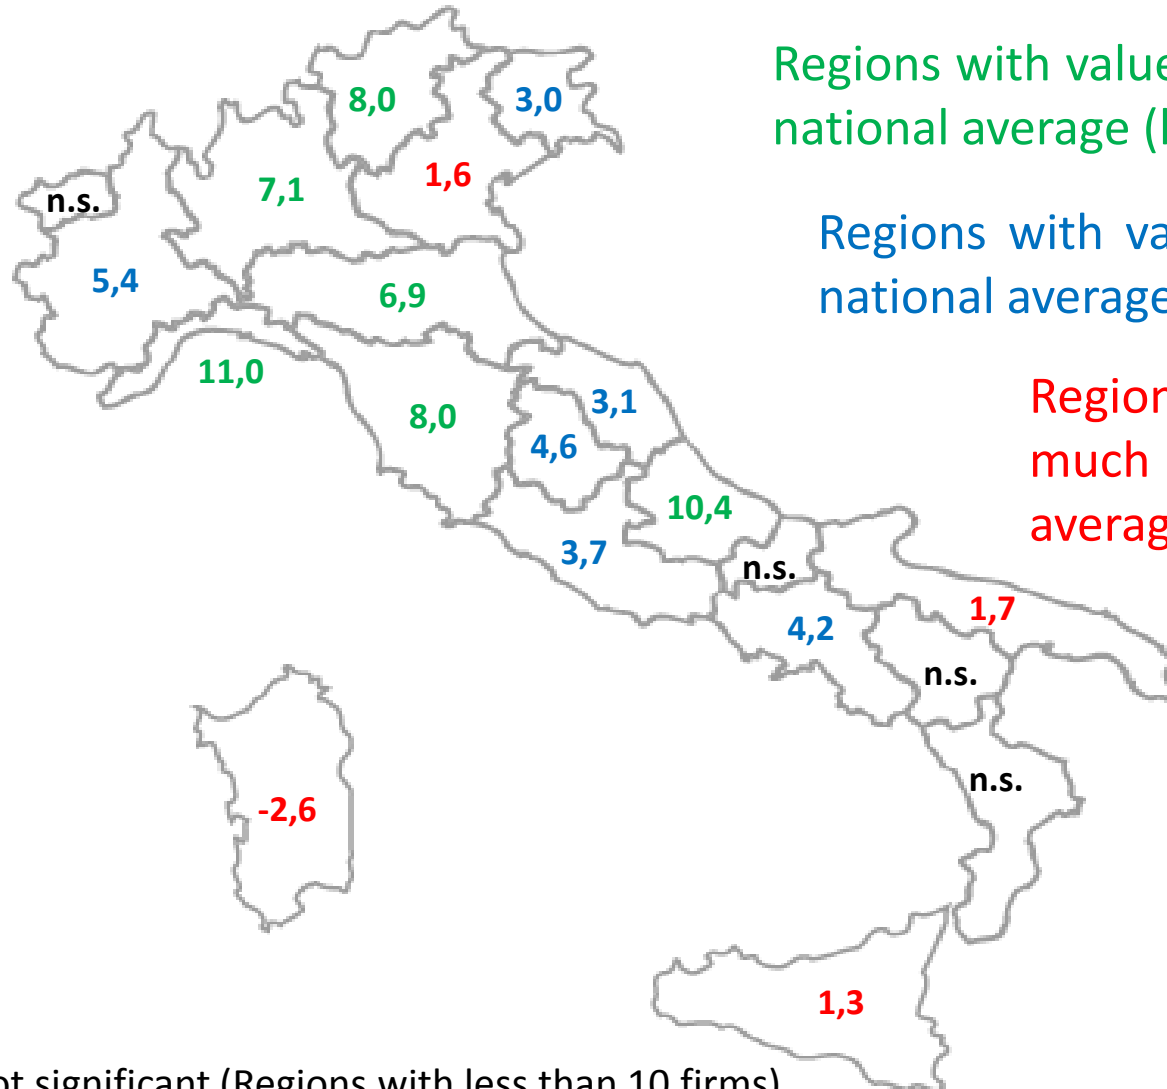 Regions with value
national average (l
8,0
3,0
1,6
7,1
n.s.
Regions with va
national average
5,4
6,9
11,0
8,0
3,1
4,6
Region
much
averag
10,4
3,7
n.s.
1,7
4,2
n.s.
n.s.
-2,6
1,3
ot significant (Regions with less than 10 firms)